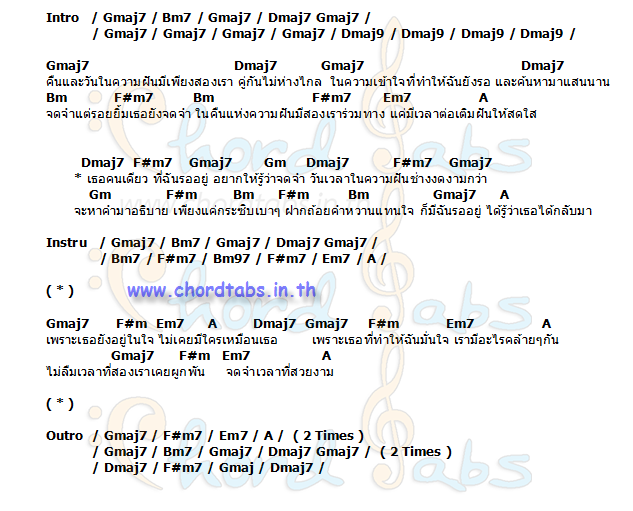 Intro / Gmaj7 / Bm7 / Gmaj7 / Dmaj7 Gmaj7 /
/ Gmaj7 / Gmaj7 / Gmaj7 / Gmaj7 / Dmaj9 / Dmaj9 / Dmaj9 / Dmaj9 /
Gmaj7 Dmaj7 Gmaj7 Dmaj7
คืนและวันในความฝันมีเพียงสองเรา คู่กันไม่ห่างไกล ในความเข้าใจที่ทำให้ฉันยังรอ และค้นหามาแสนนาน
Bm F#m7 Bm F#m7 Em7 A
จดจำแต่รอยยิ้มเธอยังจดจำ ในคืนแห่งความฝันมีสองเราร่วมทาง แค่มีเวลาต่อเติมฝันให้สดใส
Dmaj7 F#m7 Gmaj7 Gm Dmaj7 F#m7 Gmaj7
* เธอคนเดียว ที่ฉันรออยู่ อยากให้รู้ว่าจดจำ วันเวลาในความฝันช่างงดงามกว่า
Gm F#m Bm F#m Bm Gmaj7 A
จะหาคำมาอธิบาย เพียงแค่กระซิบเบาๆ ฝากถ้อยคำหวานแทนใจ ก็มีฉันรออยู่ ได้รู้ว่าเธอได้กลับมา
Instru / Gmaj7 / Bm7 / Gmaj7 / Dmaj7 Gmaj7 /
/ Bm7 / F#m7 / Bm97 / F#m7 / Em7 / A /
( * )
www.chordtabs.in.th
Gmaj7 F#m Em7 A Dmaj7 Gmaj7 F#m Em7 A
เพราะเธอยังอยู่ในใจ ไม่เคยมีใครเหมือนเธอ เพราะเธอที่ทำให้ฉันมั่นใจ เรามีอะไรคล้ายๆกัน
Gmaj7 F#m Em7 A
ไม่ลืมเวลาที่สองเราเคยผูกพัน จดจำเวลาที่สวยงาม
( * )
Outro / Gmaj7 / F#m7 / Em7 / A / ( 2 Times )
/ Gmaj7 / Bm7 / Gmaj7 / Dmaj7 Gmaj7 / ( 2 Times )
/ Dmaj7 / F#m7 / Gmaj / Dmaj7 /